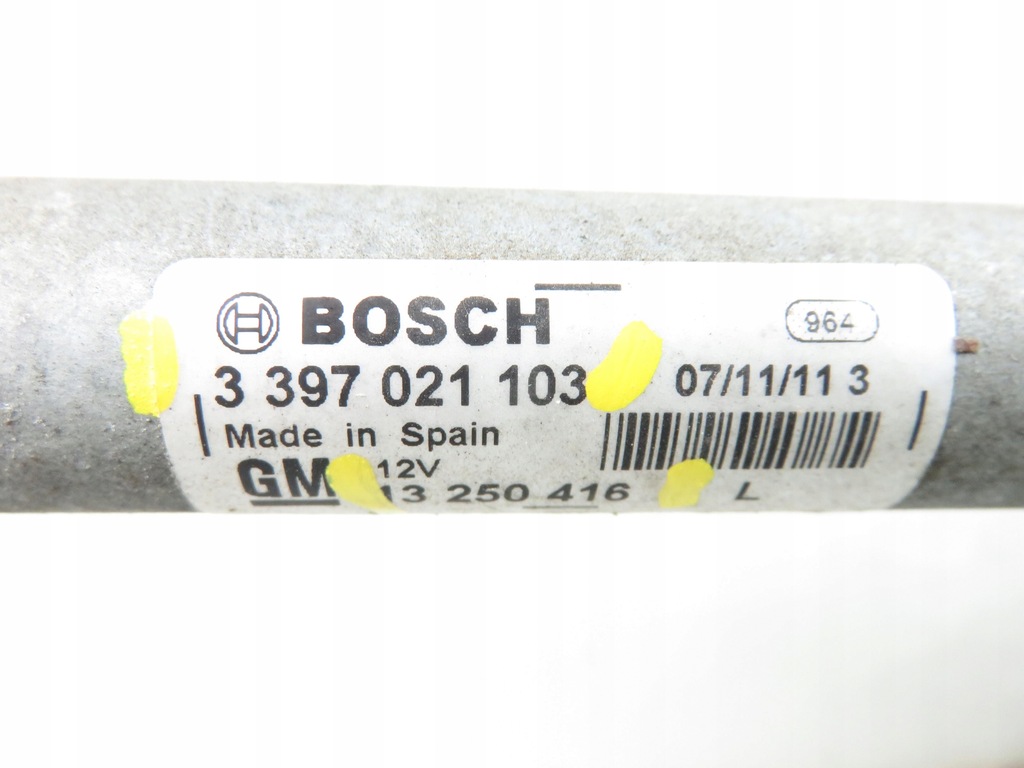 BOSCH
964
3 397 021 103
07/11/11 3
Made in Spain
GM
12V
13 250 416
L